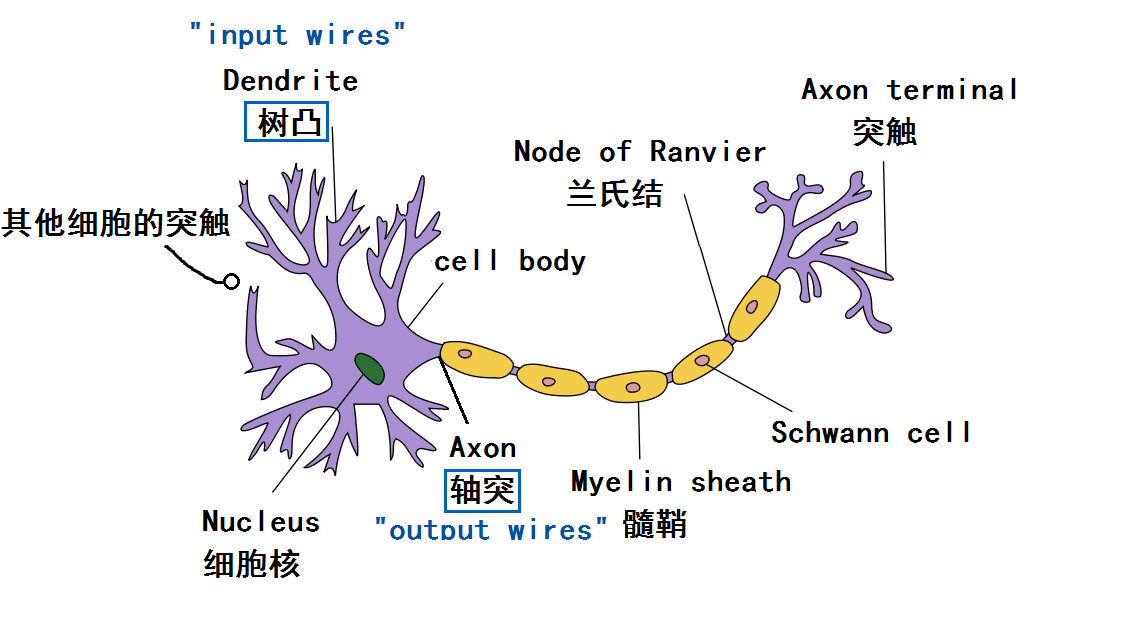 "input wires"
Dendrite
树凸
Axon terminal
突触
Node of Ranvier
兰氏结
其他细胞的突触
cell body
Schwann cell
Axon
轴突
"output wires"
Myelin sheath
髓鞘
Nucleus
细胞核